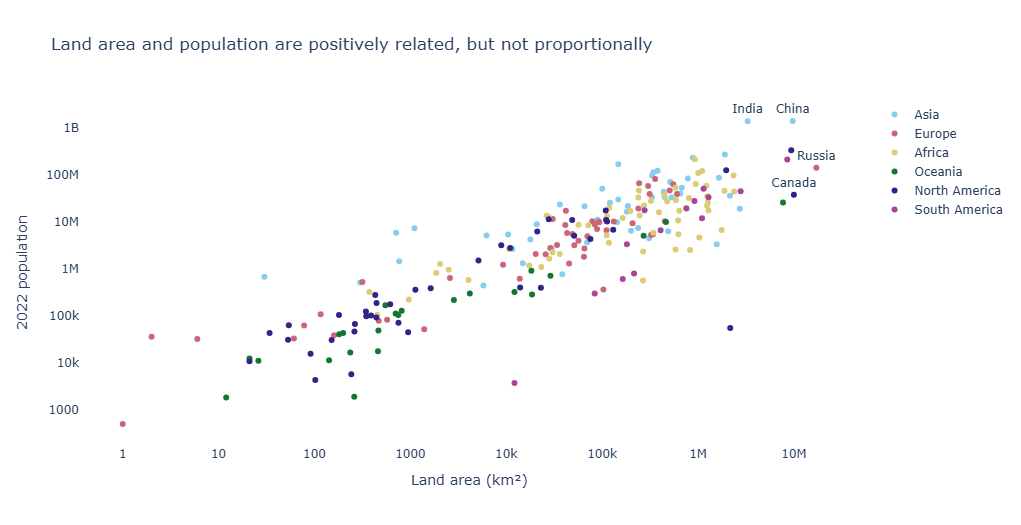 Land area and population are positively related, but not proportionally
India
China
Russia
Canada
Asia
Europe
Africa
Oceania
North America
South America
2022 population
1B
100M
10M
1M
100k
10k
1000
1
10
100
1000
10k
100k
1M
10M
Land area (km²)